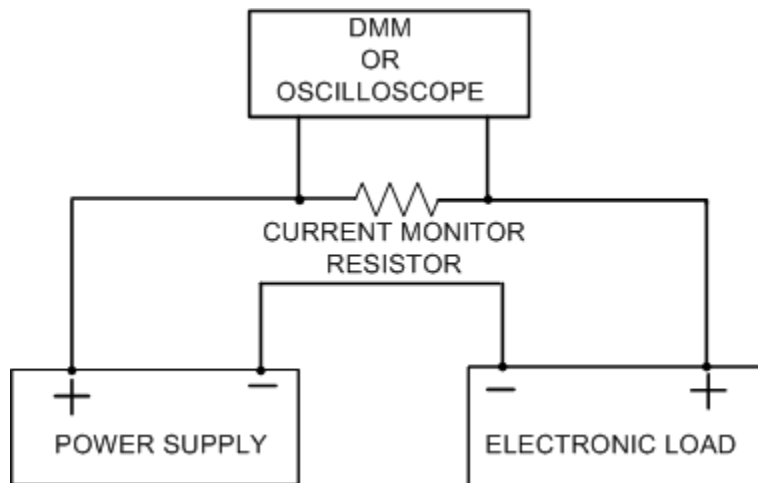 DMM
OR
OSCILLOSCOPE
CURRENT MONITOR
RESISTOR
+ −
POWER SUPPLY
− +
ELECTRONIC LOAD